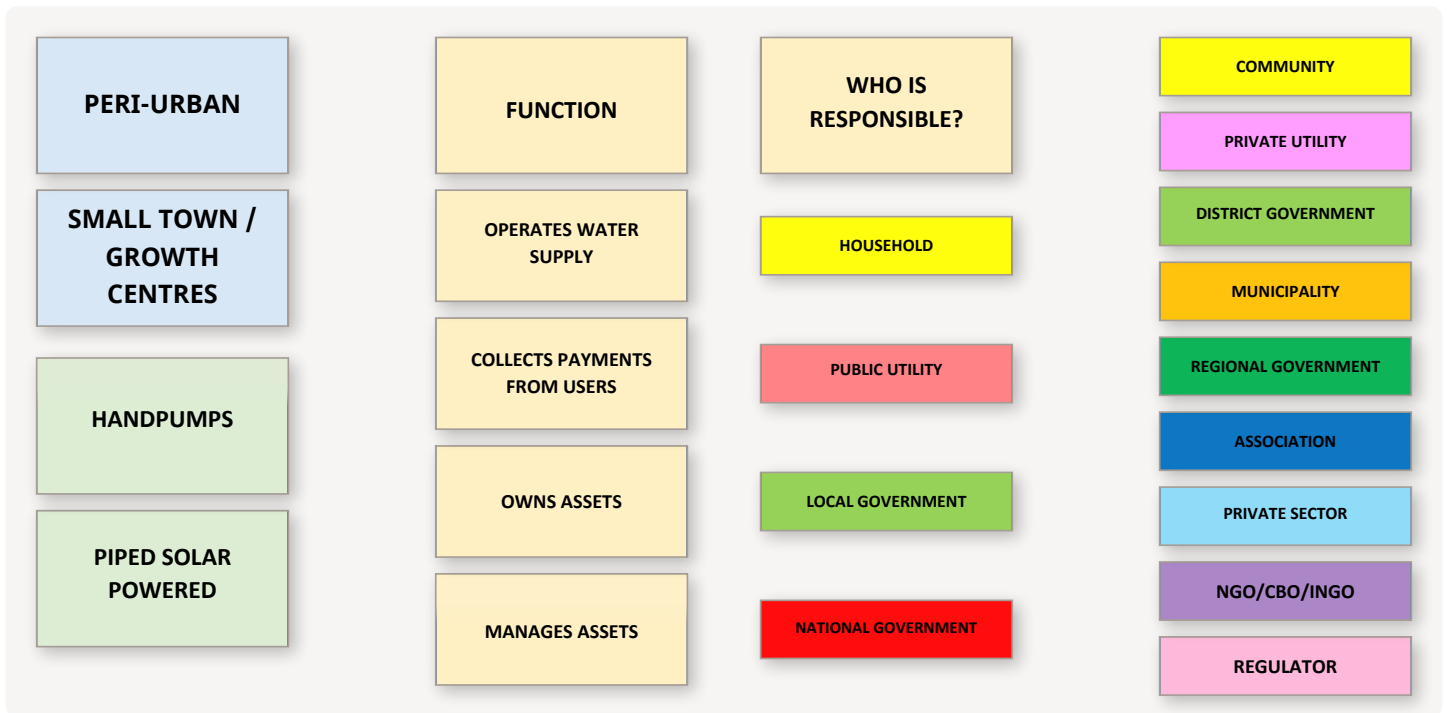 PERI-URBAN
SMALL TOWN /
GROWTH
CENTRES
HANDPUMPS
PIPED SOLAR
POWERED
FUNCTION
OPERATES WATER
SUPPLY
COLLECTS PAYMENTS
FROM USERS
OWNS ASSETS
MANAGES ASSETS
WHO IS
RESPONSIBLE?
HOUSEHOLD
PUBLIC UTILITY
LOCAL GOVERNMENT
NATIONAL GOVERNMENT
COMMUNITY
PRIVATE UTILITY
DISTRICT GOVERNMENT
MUNICIPALITY
REGIONAL GOVERNMENT
ASSOCIATION
PRIVATE SECTOR
NGO/CBO/INGO
REGULATOR